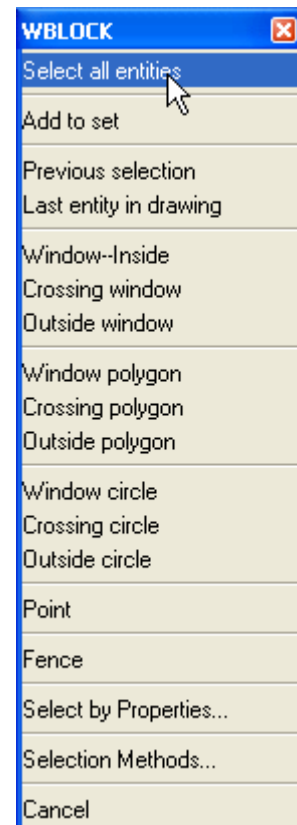 WBLOCK
Select all entities
Add to set
Previous selection
Last entity in drawing
Window--Inside
Crossing window
Outside window
Window polygon
Crossing polygon
Outside polygon
Window circle
Crossing circle
Outside circle
Point
Fence
Select by Properties...
Selection Methods...
Cancel